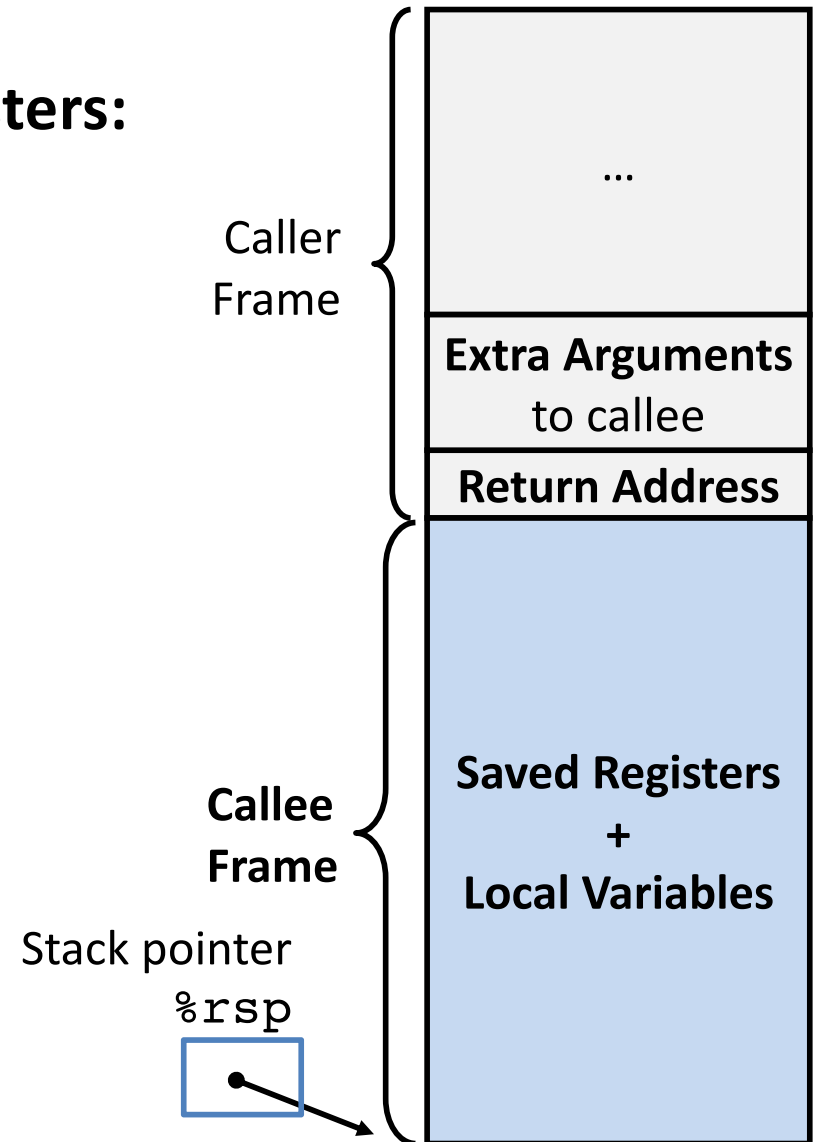 ters:
...
Caller
Frame
Extra Arguments
to callee
Return Address
Callee
Frame
Saved Registers
+
Local Variables
Stack pointer
%rsp